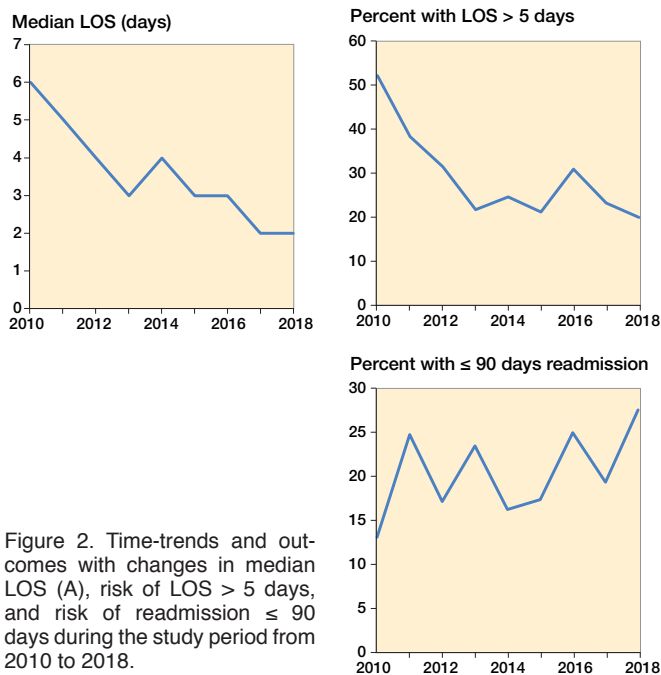 Median LOS (days)
7
6
5
4
3
2
1
0
2010 2012 2014 2016 2018
Percent with LOS > 5 days
60
50
40
30
20
10
0
2010 2012 2014 2016 2018
Percent with ≤ 90 days readmission
30
25
20
15
10
5
0
2010 2012 2014 2016 2018
Figure 2. Time-trends and out-
comes with changes in median
LOS (A), risk of LOS > 5 days,
and risk of readmission ≤ 90
days during the study period from
2010 to 2018.